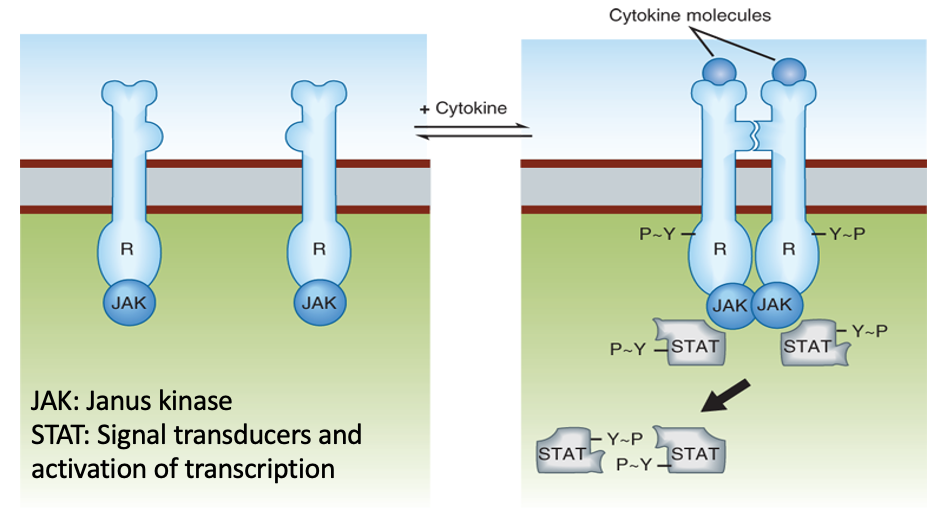 Cytokine molecules
+ Cytokine
R
R
JAK
JAK
P~Y
R
R
Y~P
JAK
JAK
P~Y
STAT
STAT
Y~P
STAT
Y~P
P~Y
STAT
JAK: Janus kinase
STAT: Signal transducers and
activation of transcription